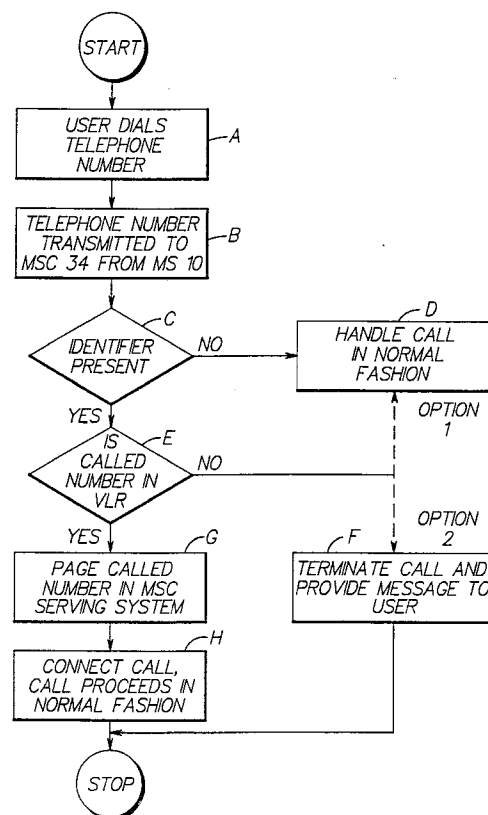 START
USER DIALS
TELEPHONE
NUMBER
A
TELEPHONE NUMBER
TRANSMITTED TO
MSC 34 FROM MS 10
B
C
IDENTIFIER
PRESENT
NO
YES
D
HANDLE CALL
IN NORMAL
FASHION
OPTION
1
E
IS
CALLED
NUMBER IN
VLR
NO
YES
OPTION
2
G
PAGE CALLED
NUMBER IN MSC
SERVING SYSTEM
F
TERMINATE CALL AND
PROVIDE MESSAGE TO
USER
H
CONNECT CALL,
CALL PROCEEDS IN
NORMAL FASHION
STOP